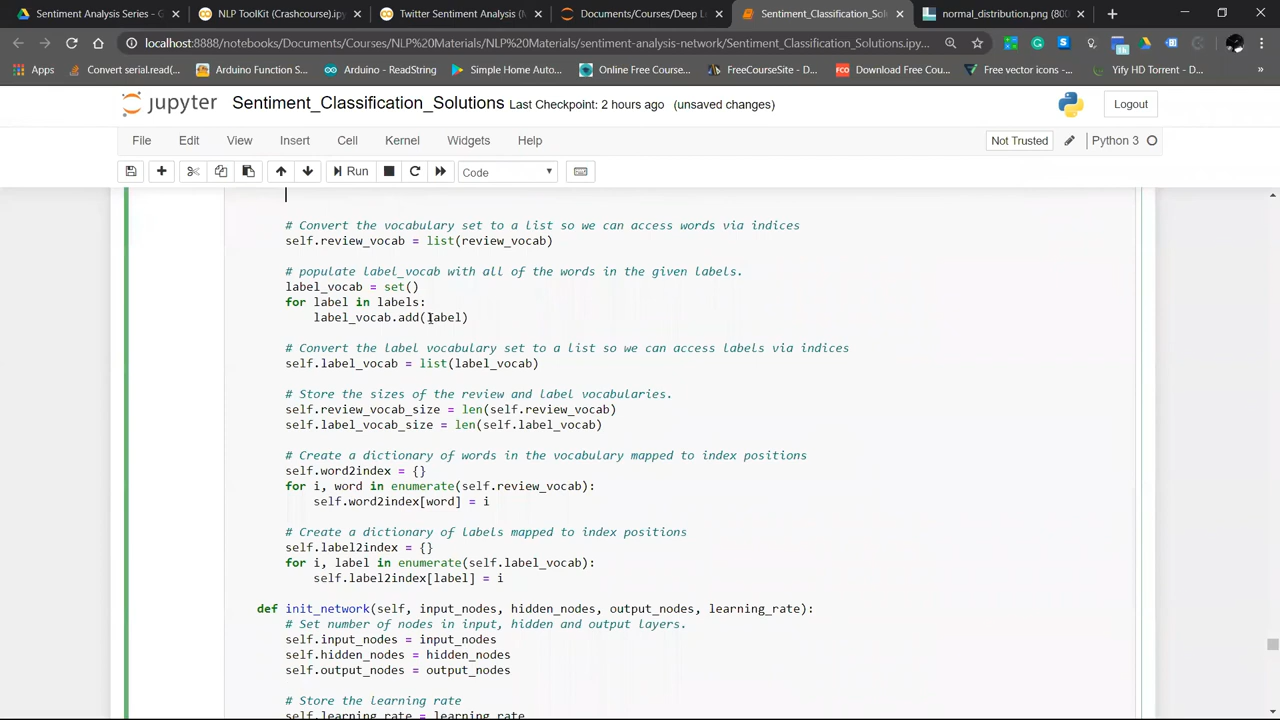 Sentiment Analysis Series - G
NLP ToolKit (Crashcourse).ipy
Twitter Sentiment Analysis (M
Documents/Courses/Deep L
Sentiment_Classification_Solu
normal_distribution.png (800
localhost:8888/notebooks/Documents/Courses/NLP%20Materials/NLP%20Materials/sentiment-analysis-network/Sentiment_Classification_Solutions.ipy...
Apps
Convert serial.read(...
Arduino Function S...
Arduino - ReadString
Simple Home Auto...
Online Free Course...
FreeCourseSite - D...
Download Free Cou...
Free vector icons -...
Yify HD Torrent - D...
jupyter Sentiment_Classification_Solutions Last Checkpoint: 2 hours ago (unsaved changes) Logout
File Edit View Insert Cell Kernel Widgets Help Not Trusted Python 3
Run Code
# Convert the vocabulary set to a list so we can access words via indices
self.review_vocab = list(review_vocab)
# populate label_vocab with all of the words in the given labels.
label_vocab = set()
for label in labels:
label_vocab.add(label)
# Convert the label vocabulary set to a list so we can access labels via indices
self.label_vocab = list(label_vocab)
# Store the sizes of the review and label vocabularies.
self.review_vocab_size = len(self.review_vocab)
self.label_vocab_size = len(self.label_vocab)
# Create a dictionary of words in the vocabulary mapped to index positions
self.word2index = {}
for i, word in enumerate(self.review_vocab):
self.word2index[word] = i
# Create a dictionary of labels mapped to index positions
self.label2index = {}
for i, label in enumerate(self.label_vocab):
self.label2index[label] = i
def init_network(self, input_nodes, hidden_nodes, output_nodes, learning_rate):
# Set number of nodes in input, hidden and output layers.
self.input_nodes = input_nodes
self.hidden_nodes = hidden_nodes
self.output_nodes = output_nodes
# Store the learning rate
self.learning_rate = learning_rate